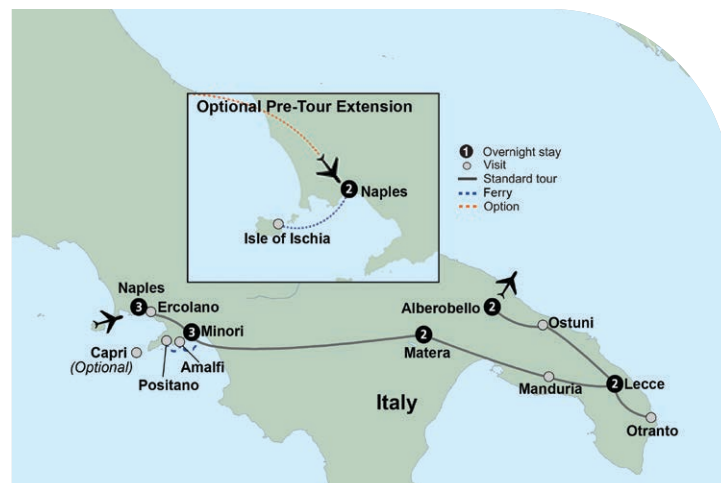 Optional Pre-Tour Extension
2
Naples
Isle of Ischia
1 Overnight stay
Visit
Standard tour
Ferry
Option
Naples
3
Ercolano
3
Minori
Capri
(Optional)
Positano
Amalfi
2
Matera
Alberobello
2
Ostuni
Manduria
2
Lecce
Otranto
Italy